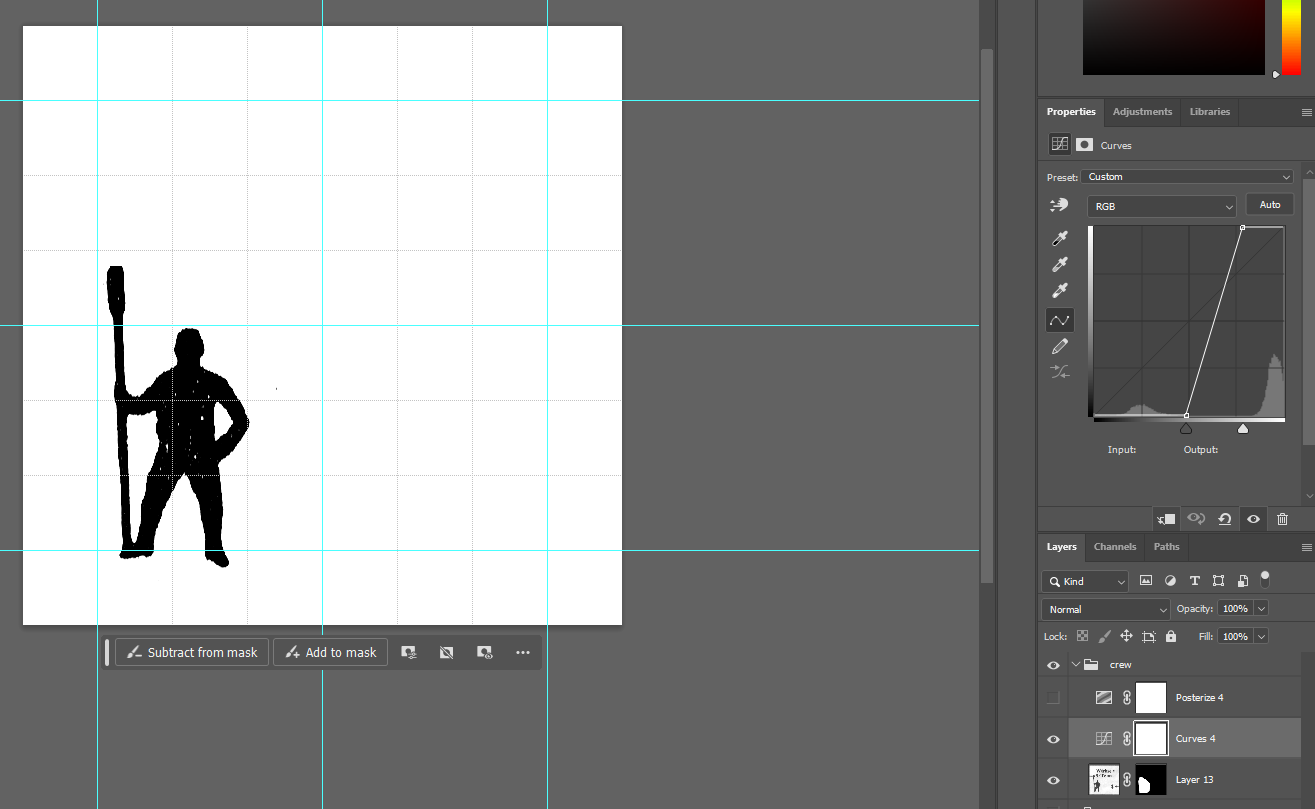 Properties Adjustments Libraries
Curves
Preset: Custom
RGB Auto
Input: Output:
Subtract from mask Add to mask
Layers Channels Paths
Kind
Normal Opacity: 100%
Lock: Fill: 100%
crew
Posterize 4
Curves 4
Layer 13